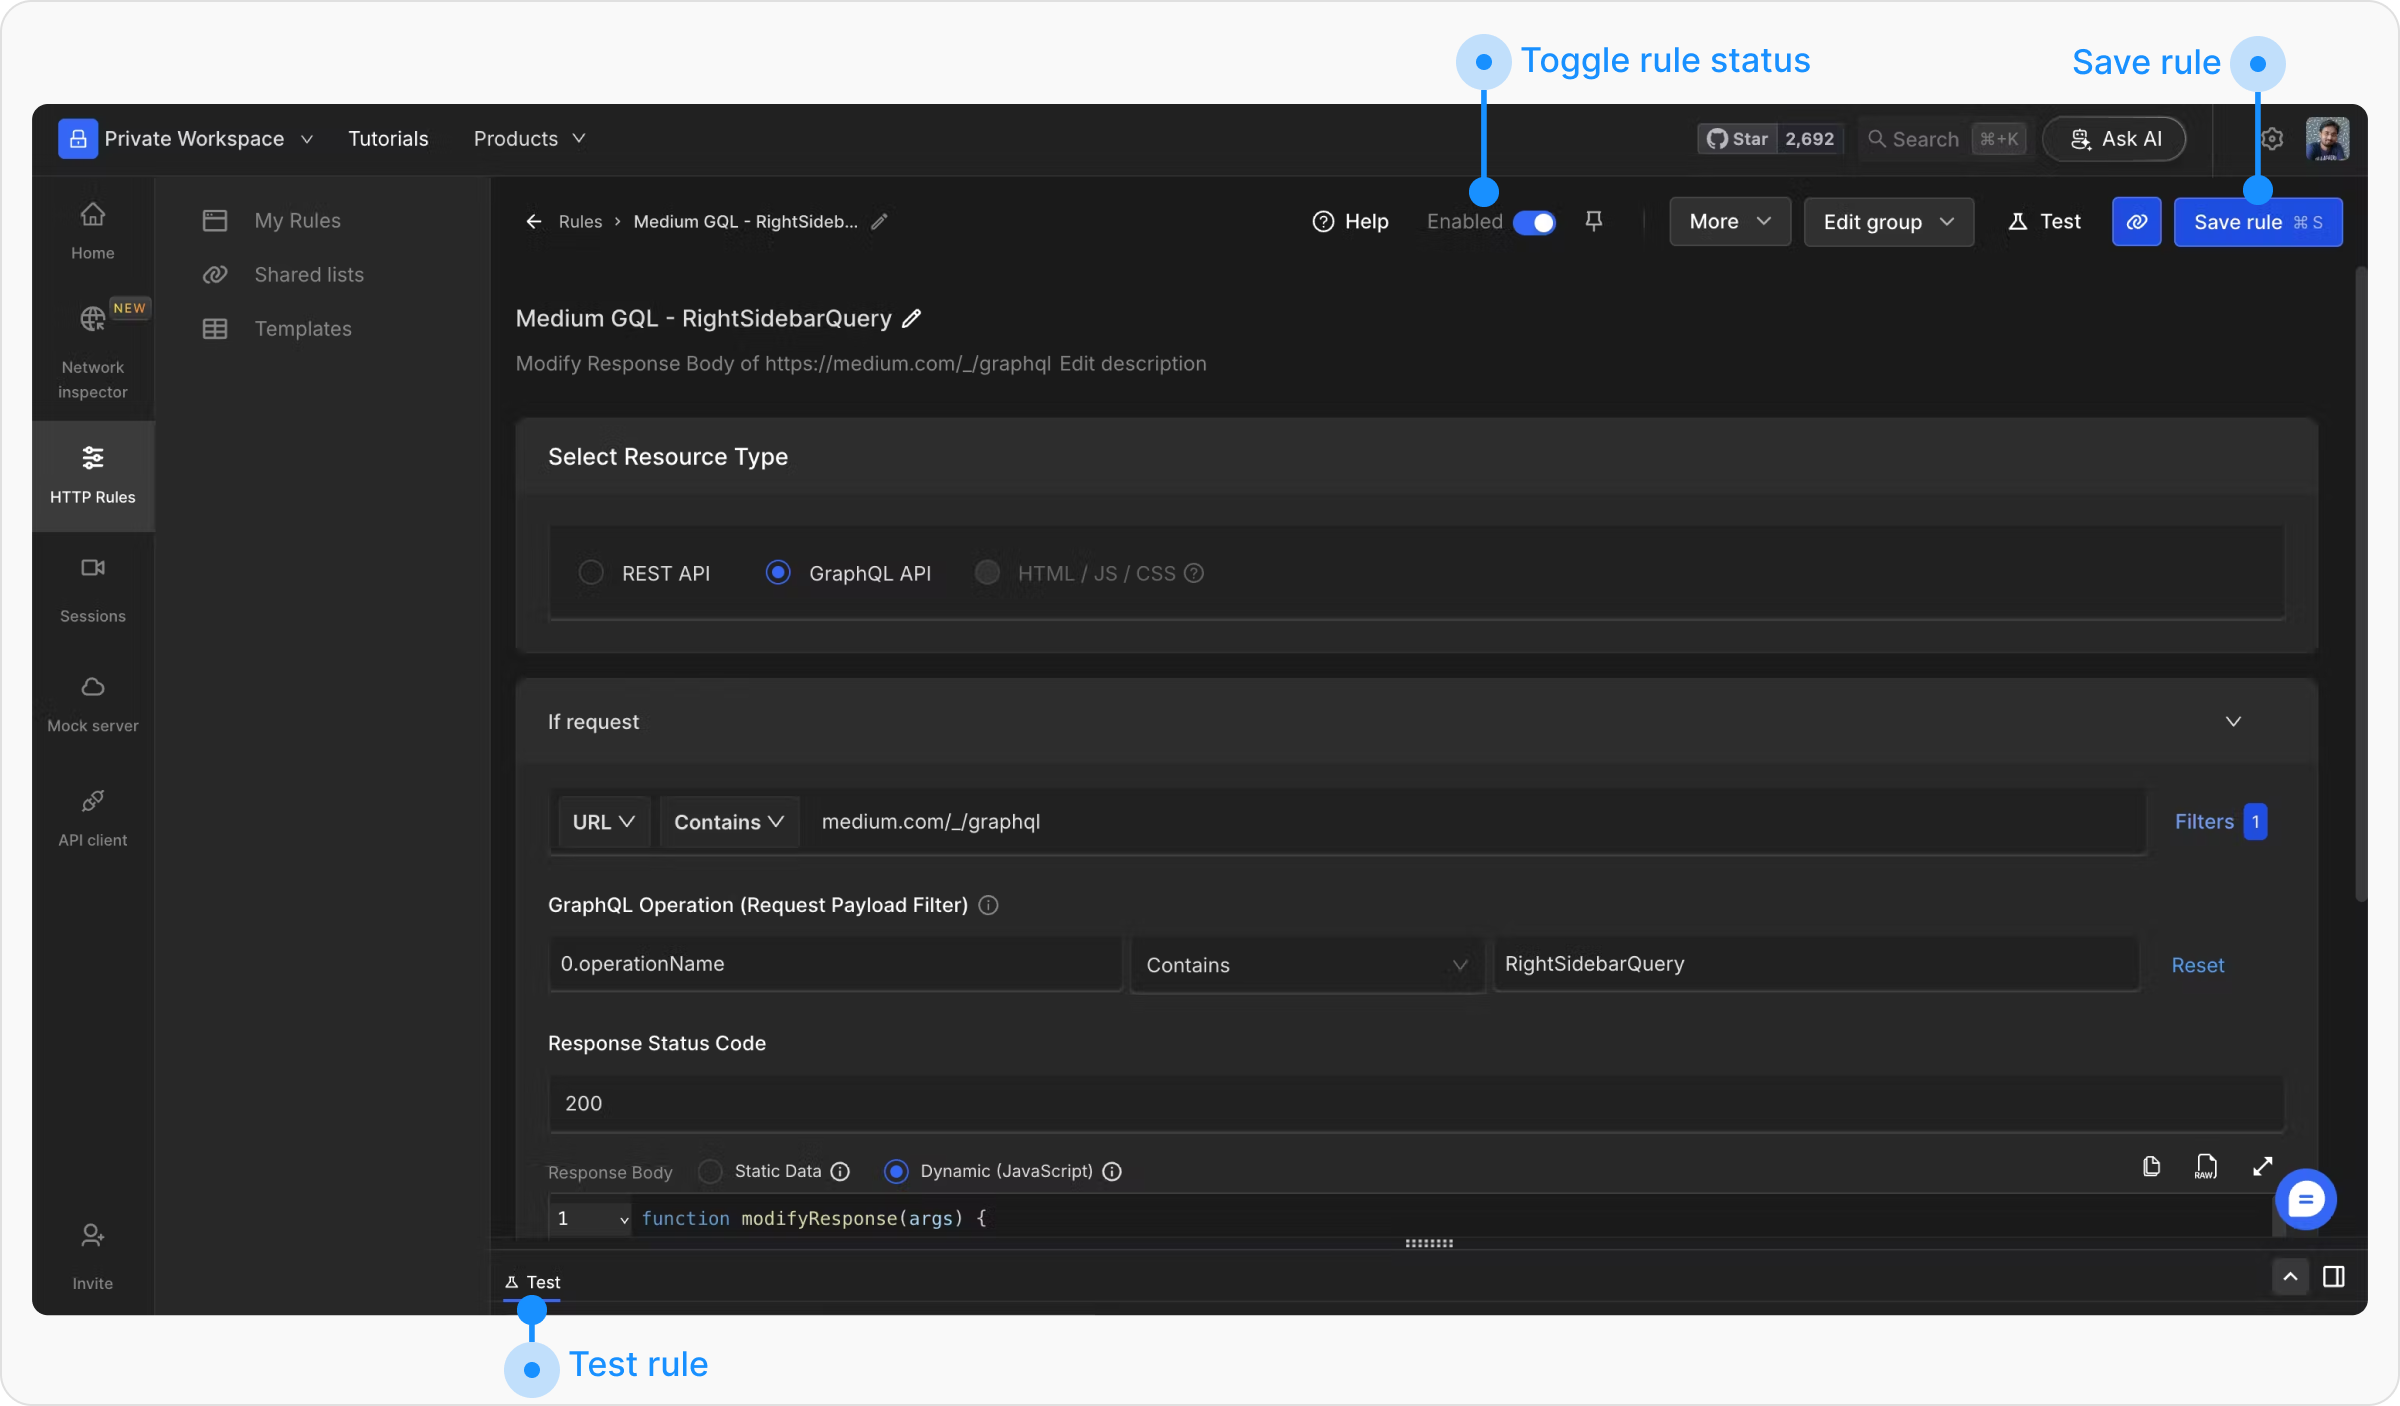 Toggle rule status
Save rule
Private Workspace
Tutorials
Products
Star 2,692
Search ⌘+K
Ask AI
Home
NEW
Network inspector
HTTP Rules
Sessions
Mock server
API client
Invite
My Rules
Shared lists
Templates
Rules > Medium GQL - RightSideb...
Help
Enabled
More
Edit group
Test
Save rule ⌘ S
Medium GQL - RightSidebarQuery
Modify Response Body of https://medium.com/_/graphql Edit description
Select Resource Type
REST API
GraphQL API
HTML / JS / CSS
If request
URL Contains medium.com/_/graphql Filters 1
GraphQL Operation (Request Payload Filter)
0.operationName Contains RightSidebarQuery Reset
Response Status Code
200
Response Body Static Data Dynamic (JavaScript) RAW
1 function modifyResponse(args) {
Test
Test rule